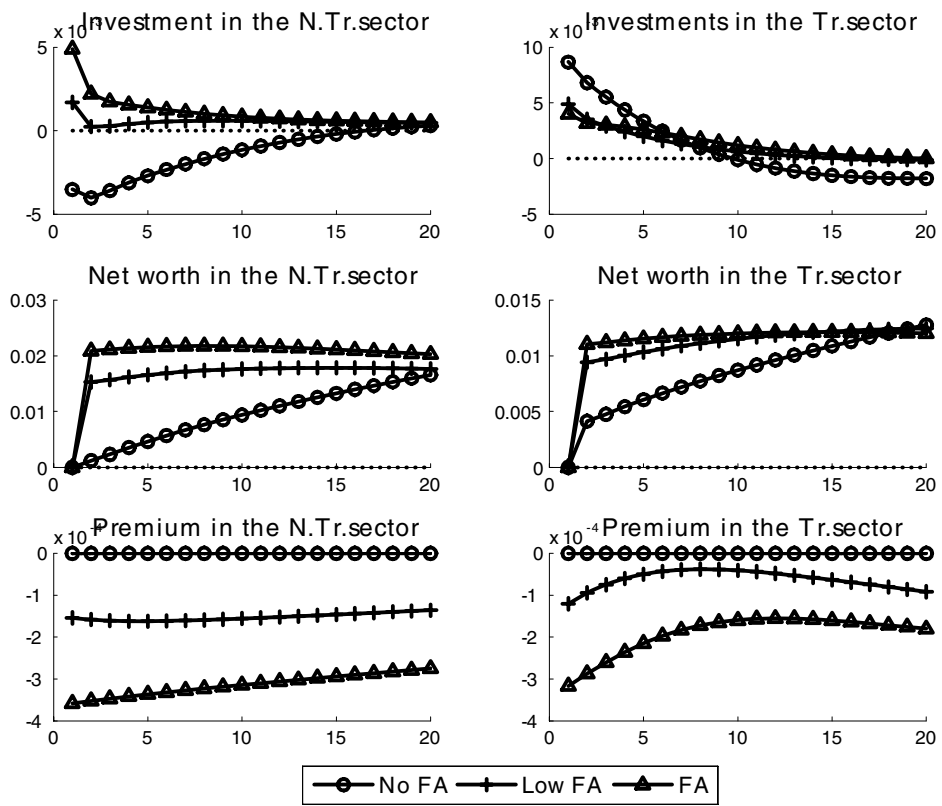 x 10⁻³ Investment in the N.Tr.sector
5
0
-5
0 5 10 15 20
x 10⁻³ Investments in the Tr.sector
10
5
0
-5
0 5 10 15 20
Net worth in the N.Tr.sector
0.03
0.02
0.01
0
0 5 10 15 20
Net worth in the Tr.sector
0.015
0.01
0.005
0
0 5 10 15 20
x 10⁻⁴ Premium in the N.Tr.sector
0
-1
-2
-3
-4
0 5 10 15 20
x 10⁻⁴ Premium in the Tr.sector
0
-1
-2
-3
-4
0 5 10 15 20
No FA Low FA FA